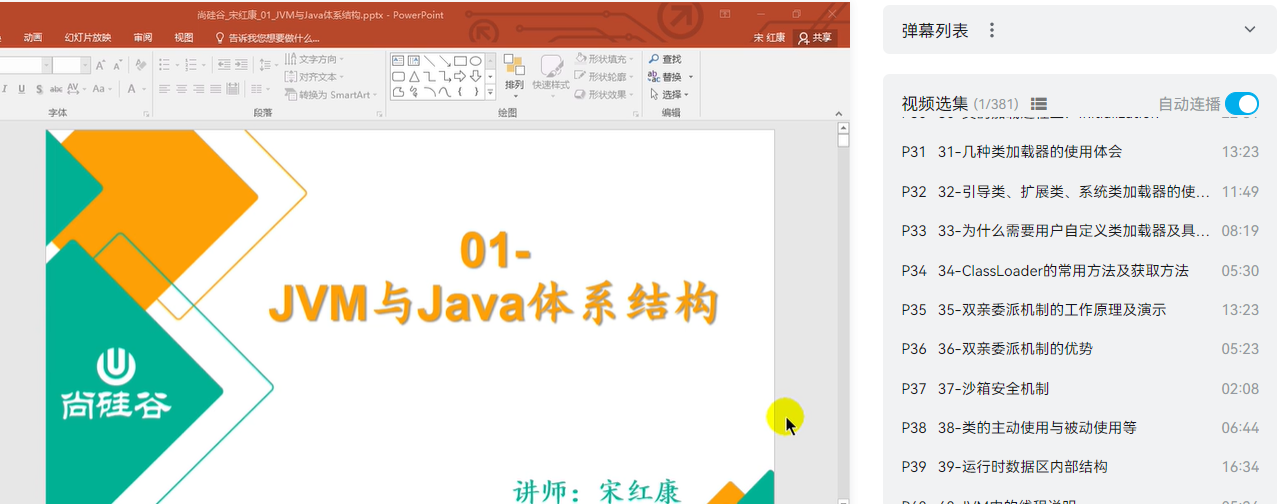 尚硅谷_宋红康_01_JVM与Java体系结构.pptx - PowerPoint
动画 幻灯片放映 审阅 视图 告诉我您想要做什么... 宋 红康 共享
文字方向
对齐文本
转换为 SmartArt
排列 快速样式
形状填充
形状轮廓
形状效果
查找
替换
选择
I U S abc AV Aa A
字体 段落 绘图 编辑
01-
JVM与Java体系结构
尚硅谷
讲师：宋红康
弹幕列表
视频选集 (1/381) 自动连播
P31 31-几种类加载器的使用体会 13:23
P32 32-引导类、扩展类、系统类加载器的使... 11:49
P33 33-为什么需要用户自定义类加载器及具... 08:19
P34 34-ClassLoader的常用方法及获取方法 05:30
P35 35-双亲委派机制的工作原理及演示 13:23
P36 36-双亲委派机制的优势 05:23
P37 37-沙箱安全机制 02:08
P38 38-类的主动使用与被动使用等 06:44
P39 39-运行时数据区内部结构 16:34